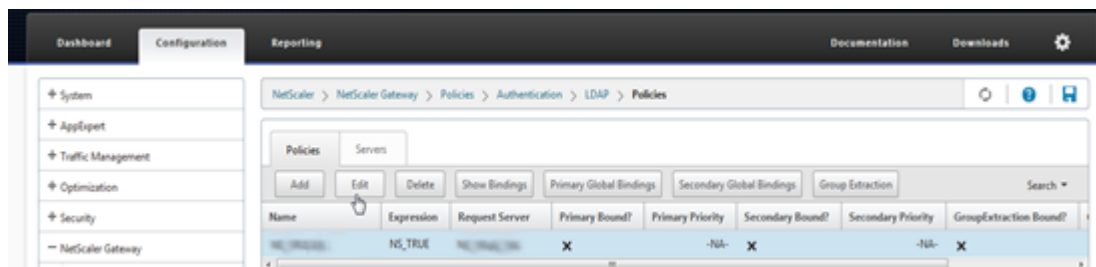 Dashboard Configuration Reporting Documentation Downloads
+ System
NetScaler > NetScaler Gateway > Policies > Authentication > LDAP > Policies
+ AppExpert
+ Traffic Management
Policies Servers
+ Optimization
Add Edit Delete Show Bindings Primary Global Bindings Secondary Global Bindings Group Extraction Search
+ Security
Name Expression Request Server Primary Bound? Primary Priority Secondary Bound? Secondary Priority GroupExtraction Bound?
− NetScaler Gateway
NS_TRUE -NA- -NA-